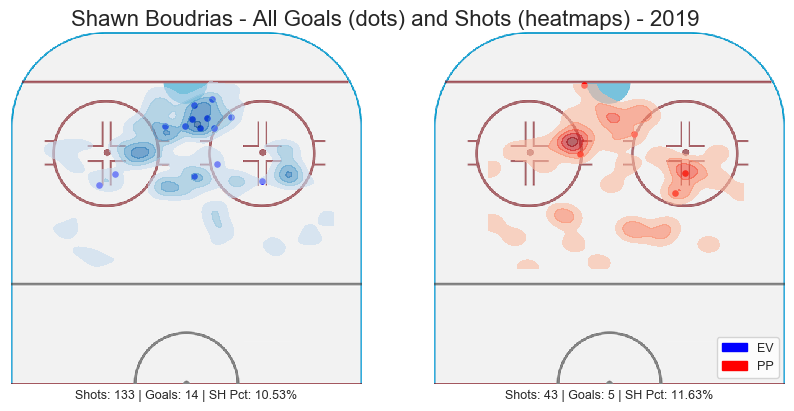 Shawn Boudrias - All Goals (dots) and Shots (heatmaps) - 2019
EV
PP
Shots: 133 | Goals: 14 | SH Pct: 10.53%
Shots: 43 | Goals: 5 | SH Pct: 11.63%